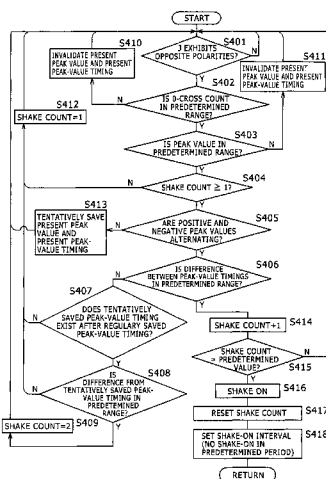 START
S410
INVALIDATE PRESENT
PEAK VALUE AND PRESENT
PEAK-VALUE TIMING
S401
J EXHIBITS
OPPOSITE POLARITIES?
N
S411
INVALIDATE PRESENT
PEAK VALUE AND PRESENT
PEAK-VALUE TIMING
Y
S402
N
IS 0-CROSS COUNT
IN PREDETERMINED
RANGE?
S412
SHAKE COUNT=1
Y
S403
IS PEAK VALUE IN
PREDETERMINED RANGE?
N
Y
S404
N
SHAKE COUNT ≥ 1?
S413
TENTATIVELY SAVE
PRESENT PEAK
VALUE AND
PRESENT PEAK-
VALUE TIMING
Y
S405
N
ARE POSITIVE AND
NEGATIVE PEAK VALUES
ALTERNATING?
Y
S406
N
IS DIFFERENCE
BETWEEN PEAK-VALUE TIMINGS
IN PREDETERMINED RANGE?
Y
S407
N
DOES TENTATIVELY
SAVED PEAK-VALUE TIMING
EXIST AFTER REGULARY SAVED
PEAK-VALUE TIMING?
SHAKE COUNT+1
S414
Y
S408
N
IS
DIFFERENCE FROM
TENTATIVELY SAVED PEAK-
VALUE TIMING IN
PREDETERMINED
RANGE?
SHAKE COUNT
= PREDETERMINED
VALUE?
N
S415
Y
SHAKE ON
S416
SHAKE COUNT=2
S409
Y
RESET SHAKE COUNT
S417
SET SHAKE-ON INTERVAL
(NO SHAKE-ON IN
PREDETERMINED PERIOD)
S418
RETURN